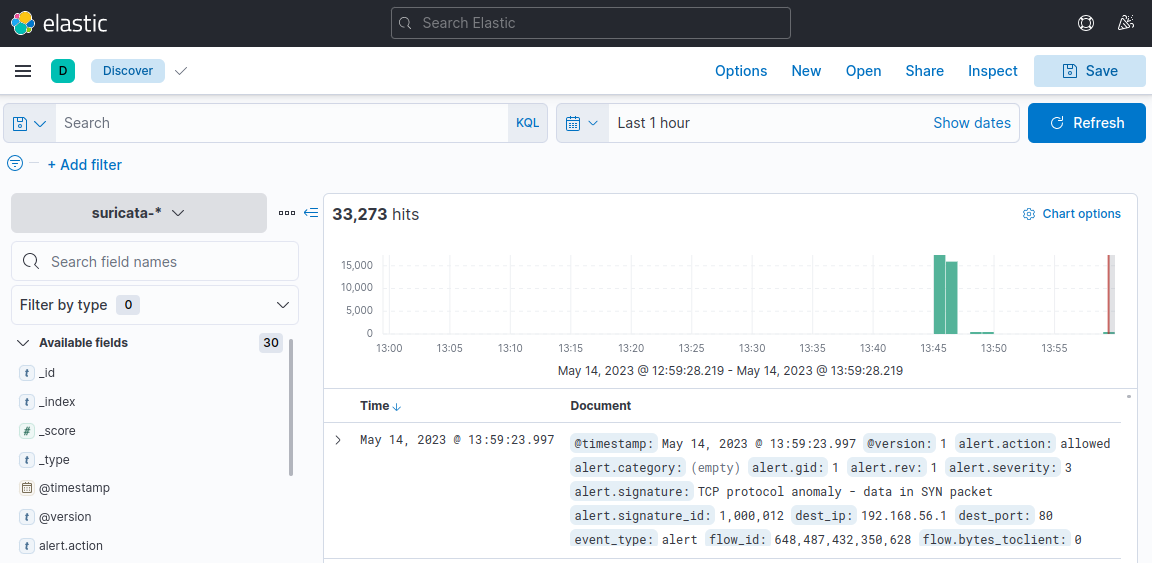 elastic
Search Elastic
D
Discover
Options
New
Open
Share
Inspect
Save
Search
KQL
Last 1 hour
Show dates
Refresh
+ Add filter
suricata-*
Search field names
Filter by type 0
Available fields 30
t _id
t _index
# _score
t _type
@timestamp
t @version
t alert.action
33,273 hits
Chart options
15,000
10,000
5,000
0
13:00 13:05 13:10 13:15 13:20 13:25 13:30 13:35 13:40 13:45 13:50 13:55
May 14, 2023 @ 12:59:28.219 - May 14, 2023 @ 13:59:28.219
Time Document
May 14, 2023 @ 13:59:23.997
@timestamp: May 14, 2023 @ 13:59:23.997 @version: 1 alert.action: allowed
alert.category: (empty) alert.gid: 1 alert.rev: 1 alert.severity: 3
alert.signature: TCP protocol anomaly - data in SYN packet
alert.signature_id: 1,000,012 dest_ip: 192.168.56.1 dest_port: 80
event_type: alert flow_id: 648,487,432,350,628 flow.bytes_toclient: 0